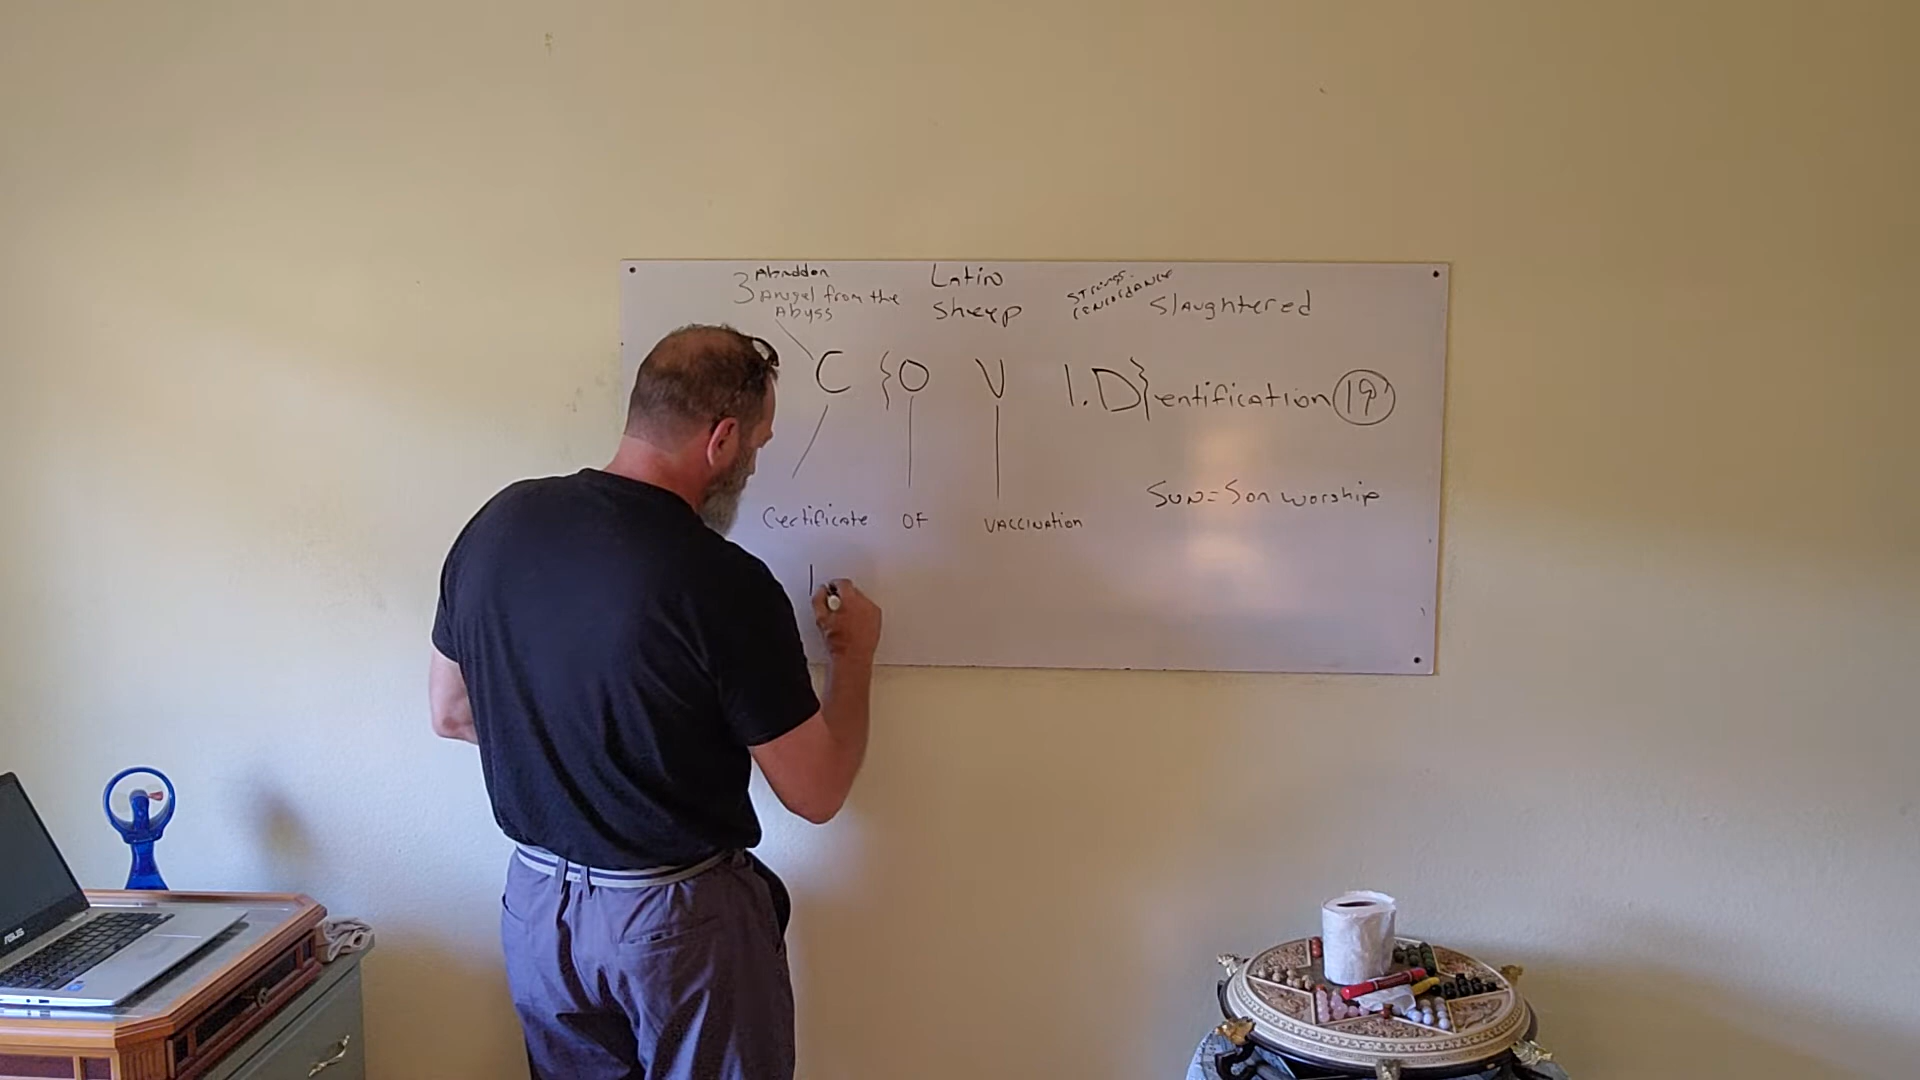 Abaddon
3 Angel from the
Abyss
Latin
Sheep
Strongs
Concordance
Slaughtered
C { O V I.D } entification 19
Sun = Son worship
Certificate OF VACCINATION
ASUS